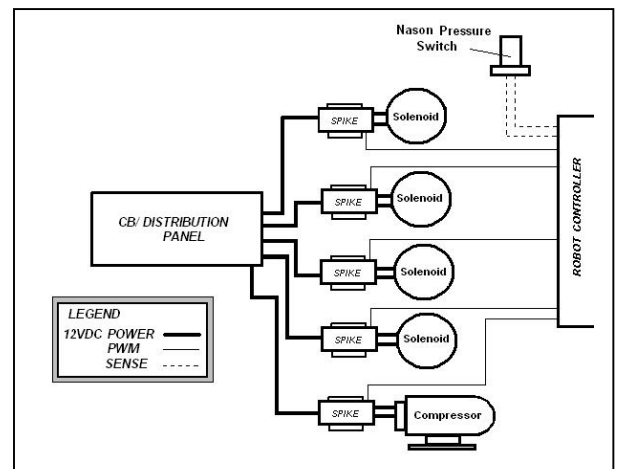 Nason Pressure
Switch
SPIKE
Solenoid
SPIKE
Solenoid
CB/ DISTRIBUTION
PANEL
ROBOT CONTROLLER
SPIKE
Solenoid
LEGEND
12VDC POWER
PWM
SENSE
SPIKE
Solenoid
SPIKE
Compressor